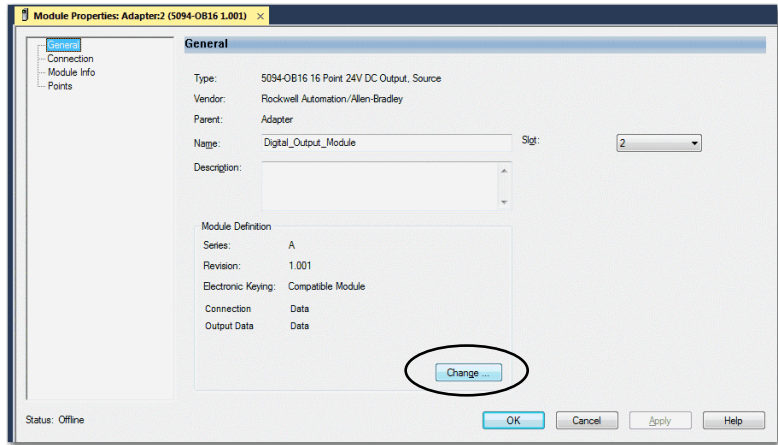 Module Properties: Adapter:2 (5094-OB16 1.001) ×
General
Connection
Module Info
Points
General
Type: 5094-OB16 16 Point 24V DC Output, Source
Vendor: Rockwell Automation/Allen-Bradley
Parent: Adapter
Name: Digital_Output_Module Slot: 2
Description:
Module Definition
Series: A
Revision: 1.001
Electronic Keying: Compatible Module
Connection Data
Output Data Data
Change ...
Status: Offline OK Cancel Apply Help